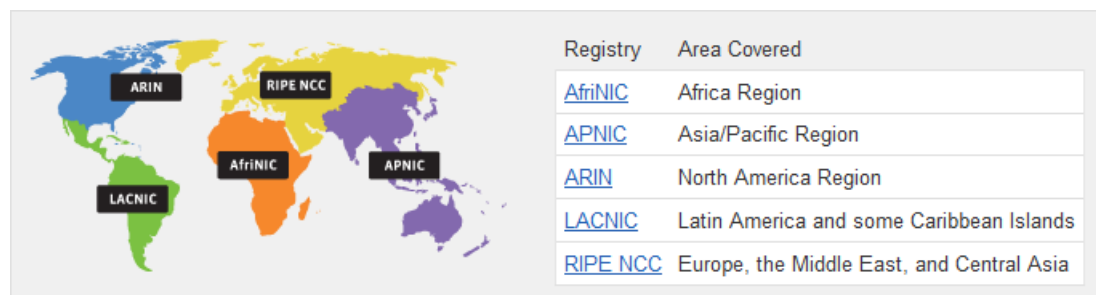 ARIN
RIPE NCC
AfriNIC
APNIC
LACNIC
Registry Area Covered
AfriNIC Africa Region
APNIC Asia/Pacific Region
ARIN North America Region
LACNIC Latin America and some Caribbean Islands
RIPE NCC Europe, the Middle East, and Central Asia